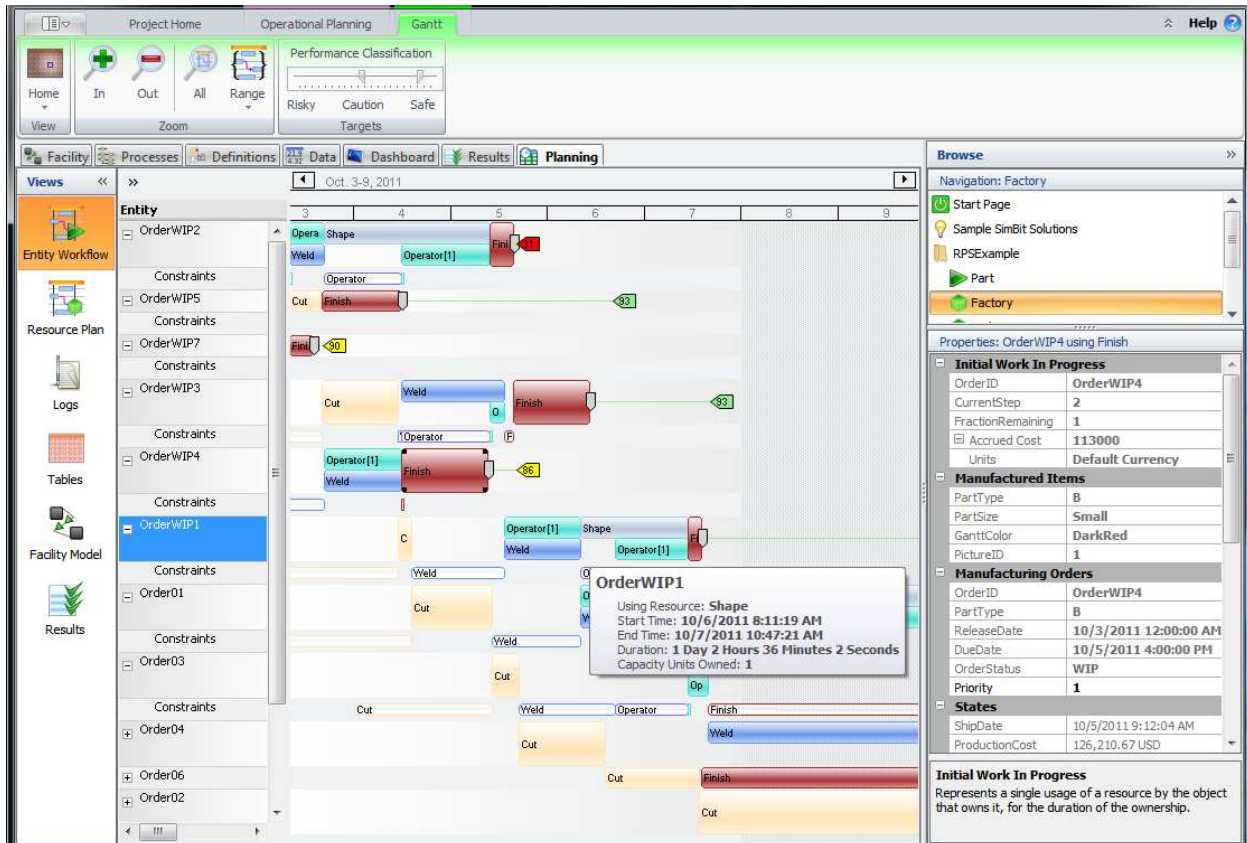 Project Home
Operational Planning
Gantt
Help
Home
In
Out
All
Range
Performance Classification
Risky
Caution
Safe
View
Zoom
Targets
Facility
Processes
Definitions
Data
Dashboard
Results
Planning
Views
Entity Workflow
Resource Plan
Logs
Tables
Facility Model
Results
Oct. 3-9, 2011
Entity
3 4 5 6 7 8 9
OrderWIP2
Opera Shape
Fini
Weld
Operator[1]
Constraints
Operator
OrderWIP5
Cut Finish
93
Constraints
OrderWIP7
Fini
90
Constraints
OrderWIP3
Cut
Weld
O
Finish
93
Constraints
Operator
F
OrderWIP4
Operator[1]
Weld
Finish
86
Constraints
OrderWIP1
C
Operator[1] Shape
Weld
Operator[1]
Fi
Constraints
Weld
O
Order01
Cut
Constraints
Weld
Order03
Cut
Op
Constraints
Cut
Weld
Operator
Finish
Order04
Cut
Weld
Order06
Cut
Finish
Order02
Cut
OrderWIP1
Using Resource: Shape
Start Time: 10/6/2011 8:11:19 AM
End Time: 10/7/2011 10:47:21 AM
Duration: 1 Day 2 Hours 36 Minutes 2 Seconds
Capacity Units Owned: 1
Browse
Navigation: Factory
Start Page
Sample SimBit Solutions
RPSExample
Part
Factory
Properties: OrderWIP4 using Finish
Initial Work In Progress
OrderID OrderWIP4
CurrentStep 2
FractionRemaining 1
Accrued Cost 113000
Units Default Currency
Manufactured Items
PartType B
PartSize Small
GanttColor DarkRed
PictureID 1
Manufacturing Orders
OrderID OrderWIP4
PartType B
ReleaseDate 10/3/2011 12:00:00 AM
DueDate 10/5/2011 4:00:00 PM
OrderStatus WIP
Priority 1
States
ShipDate 10/5/2011 9:12:04 AM
ProductionCost 126,210.67 USD
Initial Work In Progress
Represents a single usage of a resource by the object
that owns it, for the duration of the ownership.